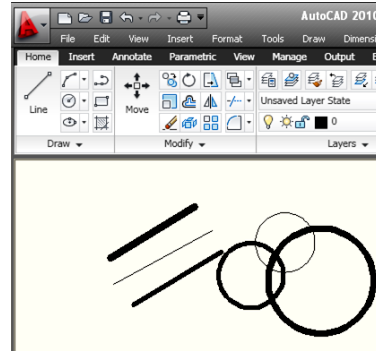 AutoCAD 2010
File Edit View Insert Format Tools Draw Dimensi
Home Insert Annotate Parametric View Manage Output E
Line
Move
Unsaved Layer State
0
Draw Modify Layers